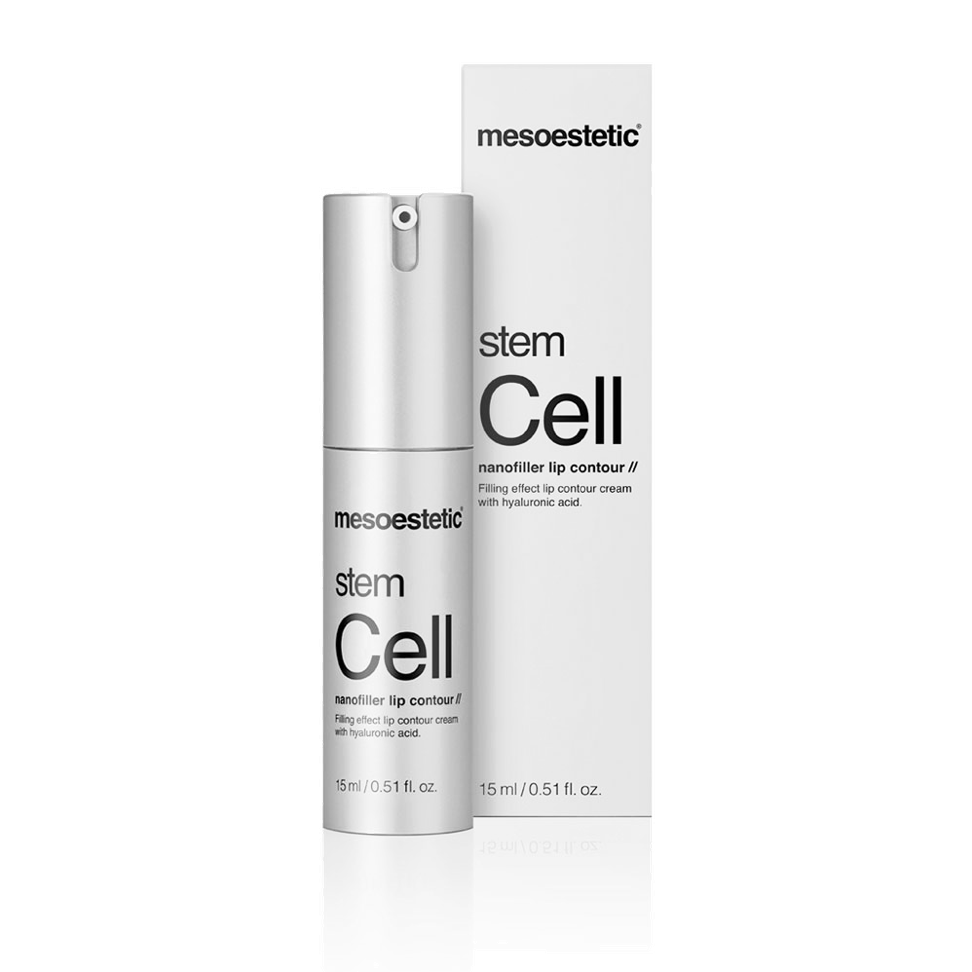 mesoestetic®
stem
Cell
nanofiller lip contour //
Filling effect lip contour cream
with hyaluronic acid.
15 ml / 0.51 fl. oz.
mesoestetic®
stem
Cell
nanofiller lip contour //
Filling effect lip contour cream
with hyaluronic acid.
15 ml / 0.51 fl. oz.